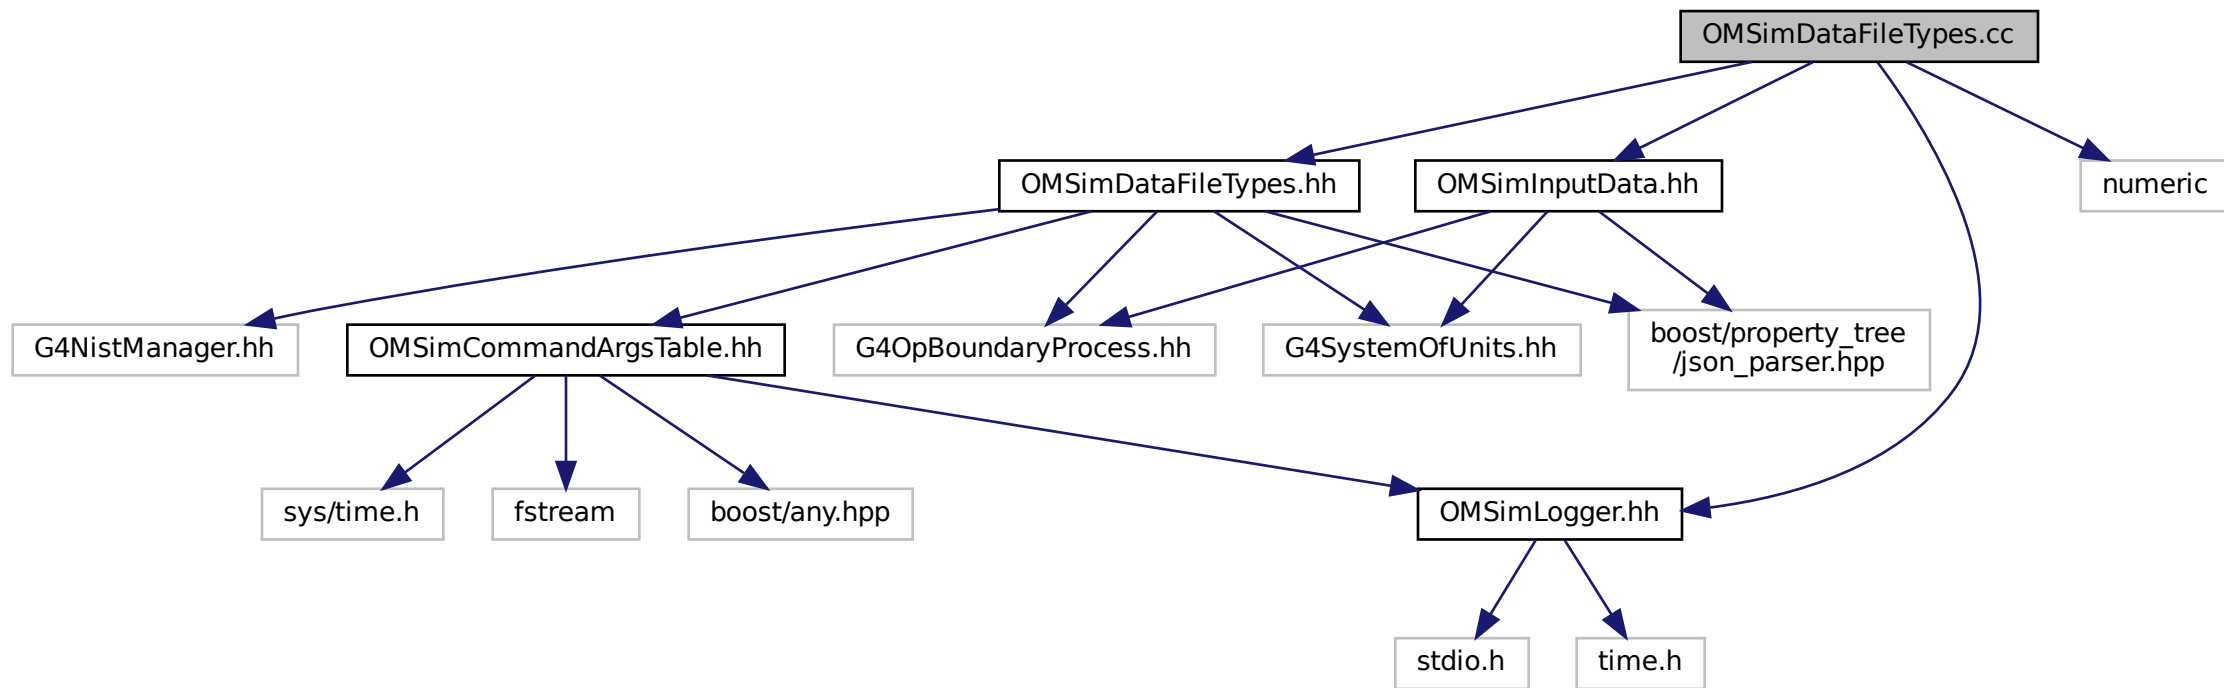 OMSimDataFileTypes.cc
OMSimDataFileTypes.hh
OMSimInputData.hh
numeric
G4NistManager.hh
OMSimCommandArgsTable.hh
G4OpBoundaryProcess.hh
G4SystemOfUnits.hh
boost/property_tree
/json_parser.hpp
sys/time.h
fstream
boost/any.hpp
OMSimLogger.hh
stdio.h
time.h